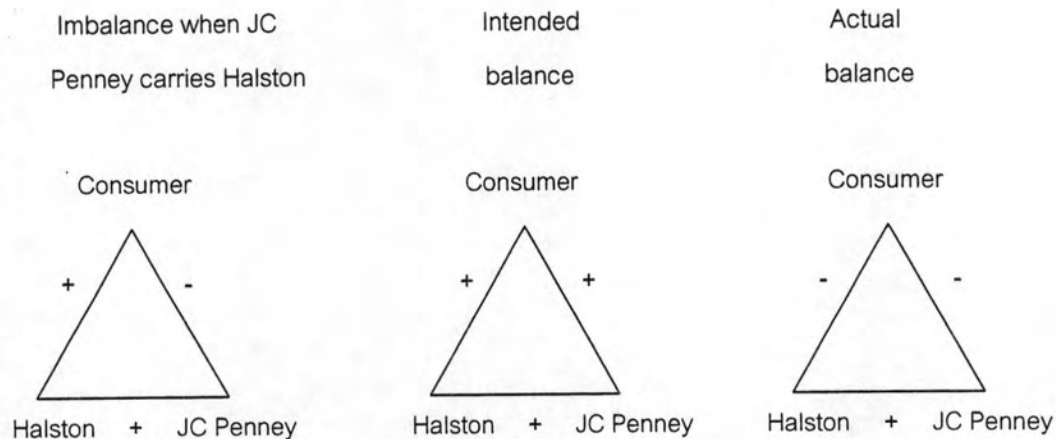 Imbalance when JC
Penney carries Halston
Intended
balance
Actual
balance
Consumer
+ -
Halston + JC Penney
Consumer
+ +
Halston + JC Penney
Consumer
- -
Halston + JC Penney